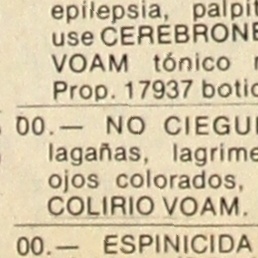 epilepsia, palpit
use CEREBRONE
VOAM tónico
Prop. 17937 botic
00.— NO CIEGU
lagañas, lagrime
ojos colorados,
COLIRIO VOAM.
00.— ESPINICIDA